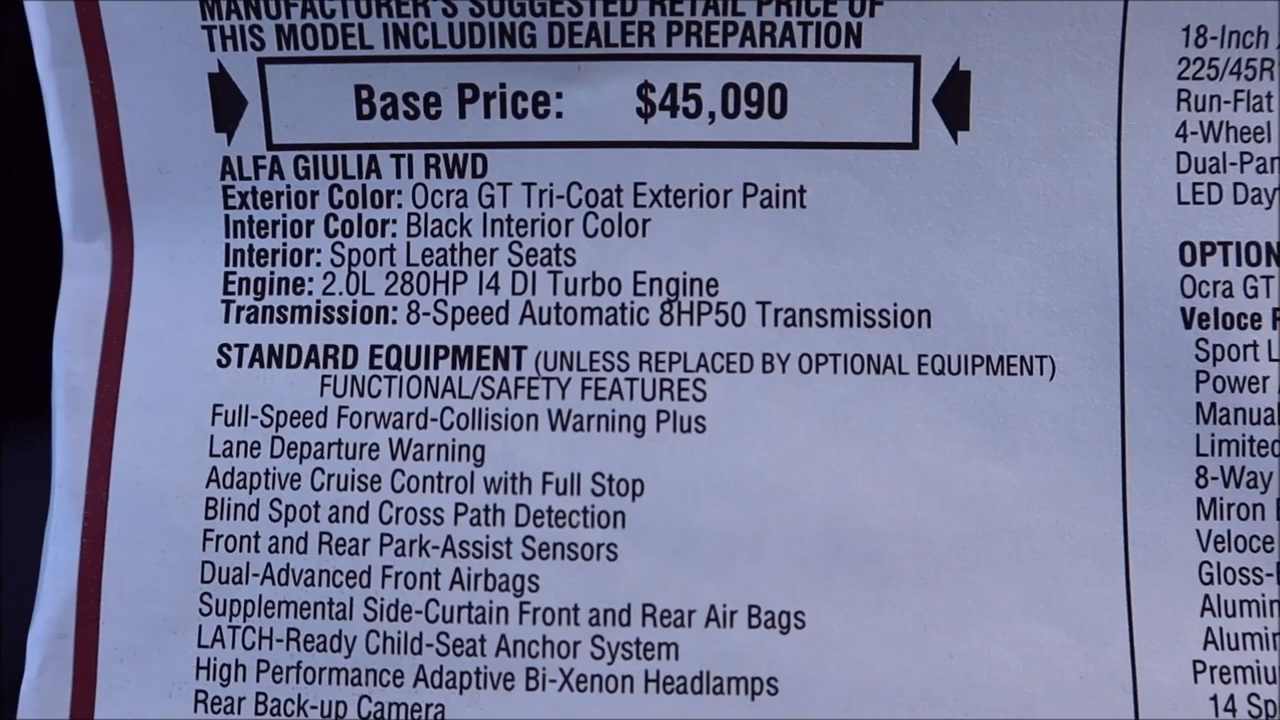 MANUFACTURER'S SUGGESTED RETAIL PRICE OF
THIS MODEL INCLUDING DEALER PREPARATION
Base Price: $45,090
ALFA GIULIA TI RWD
Exterior Color: Ocra GT Tri-Coat Exterior Paint
Interior Color: Black Interior Color
Interior: Sport Leather Seats
Engine: 2.0L 280HP I4 DI Turbo Engine
Transmission: 8-Speed Automatic 8HP50 Transmission
STANDARD EQUIPMENT (UNLESS REPLACED BY OPTIONAL EQUIPMENT)
FUNCTIONAL/SAFETY FEATURES
Full-Speed Forward-Collision Warning Plus
Lane Departure Warning
Adaptive Cruise Control with Full Stop
Blind Spot and Cross Path Detection
Front and Rear Park-Assist Sensors
Dual-Advanced Front Airbags
Supplemental Side-Curtain Front and Rear Air Bags
LATCH-Ready Child-Seat Anchor System
High Performance Adaptive Bi-Xenon Headlamps
Rear Back-up Camera
18-Inch
225/45R
Run-Flat
4-Wheel
Dual-Pan
LED Day
OPTION
Ocra GT
Veloce
Sport L
Power
Manual
Limited
8-Way
Miron
Veloce
Gloss-
Alumin
Alumin
Premiu
14 Sp